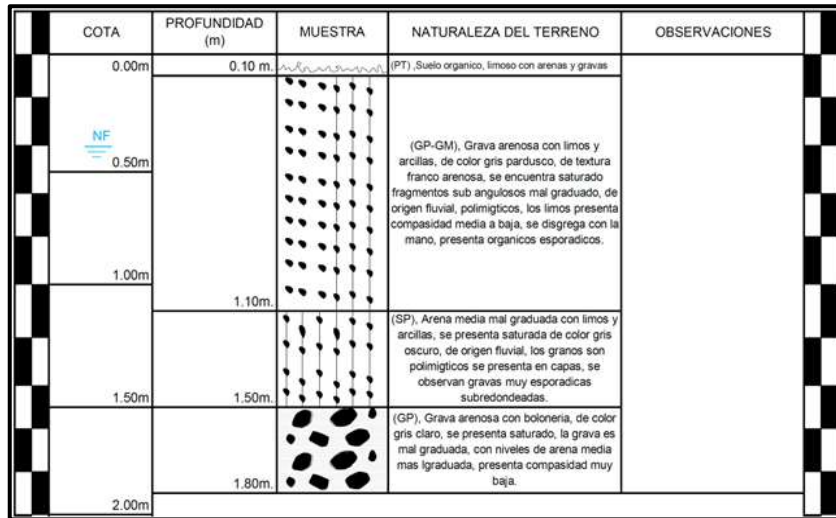 COTA
PROFUNDIDAD
(m)
MUESTRA
NATURALEZA DEL TERRENO
OBSERVACIONES
0.00m
0.10 m.
(PT) ,Suelo organico, limoso con arenas y gravas
NF
0.50m
(GP-GM), Grava arenosa con limos y
arcillas, de color gris pardusco, de textura
franco arenosa, se encuentra saturado
fragmentos sub angulosos mal graduado, de
origen fluvial, polimigticos, los limos presenta
compasidad media a baja, se disgrega con la
mano, presenta organicos esporadicos.
1.00m
1.10m.
(SP), Arena media mal graduada con limos y
arcillas, se presenta saturada de color gris
oscuro, de origen fluvial, los granos son
polimigticos se presenta en capas, se
observan gravas muy esporadicas
subredondeadas.
1.50m
1.50m.
(GP), Grava arenosa con boloneria, de color
gris claro, se presenta saturado, la grava es
mal graduada, con niveles de arena media
mas lgraduada, presenta compasidad muy
baja.
1.80m.
2.00m